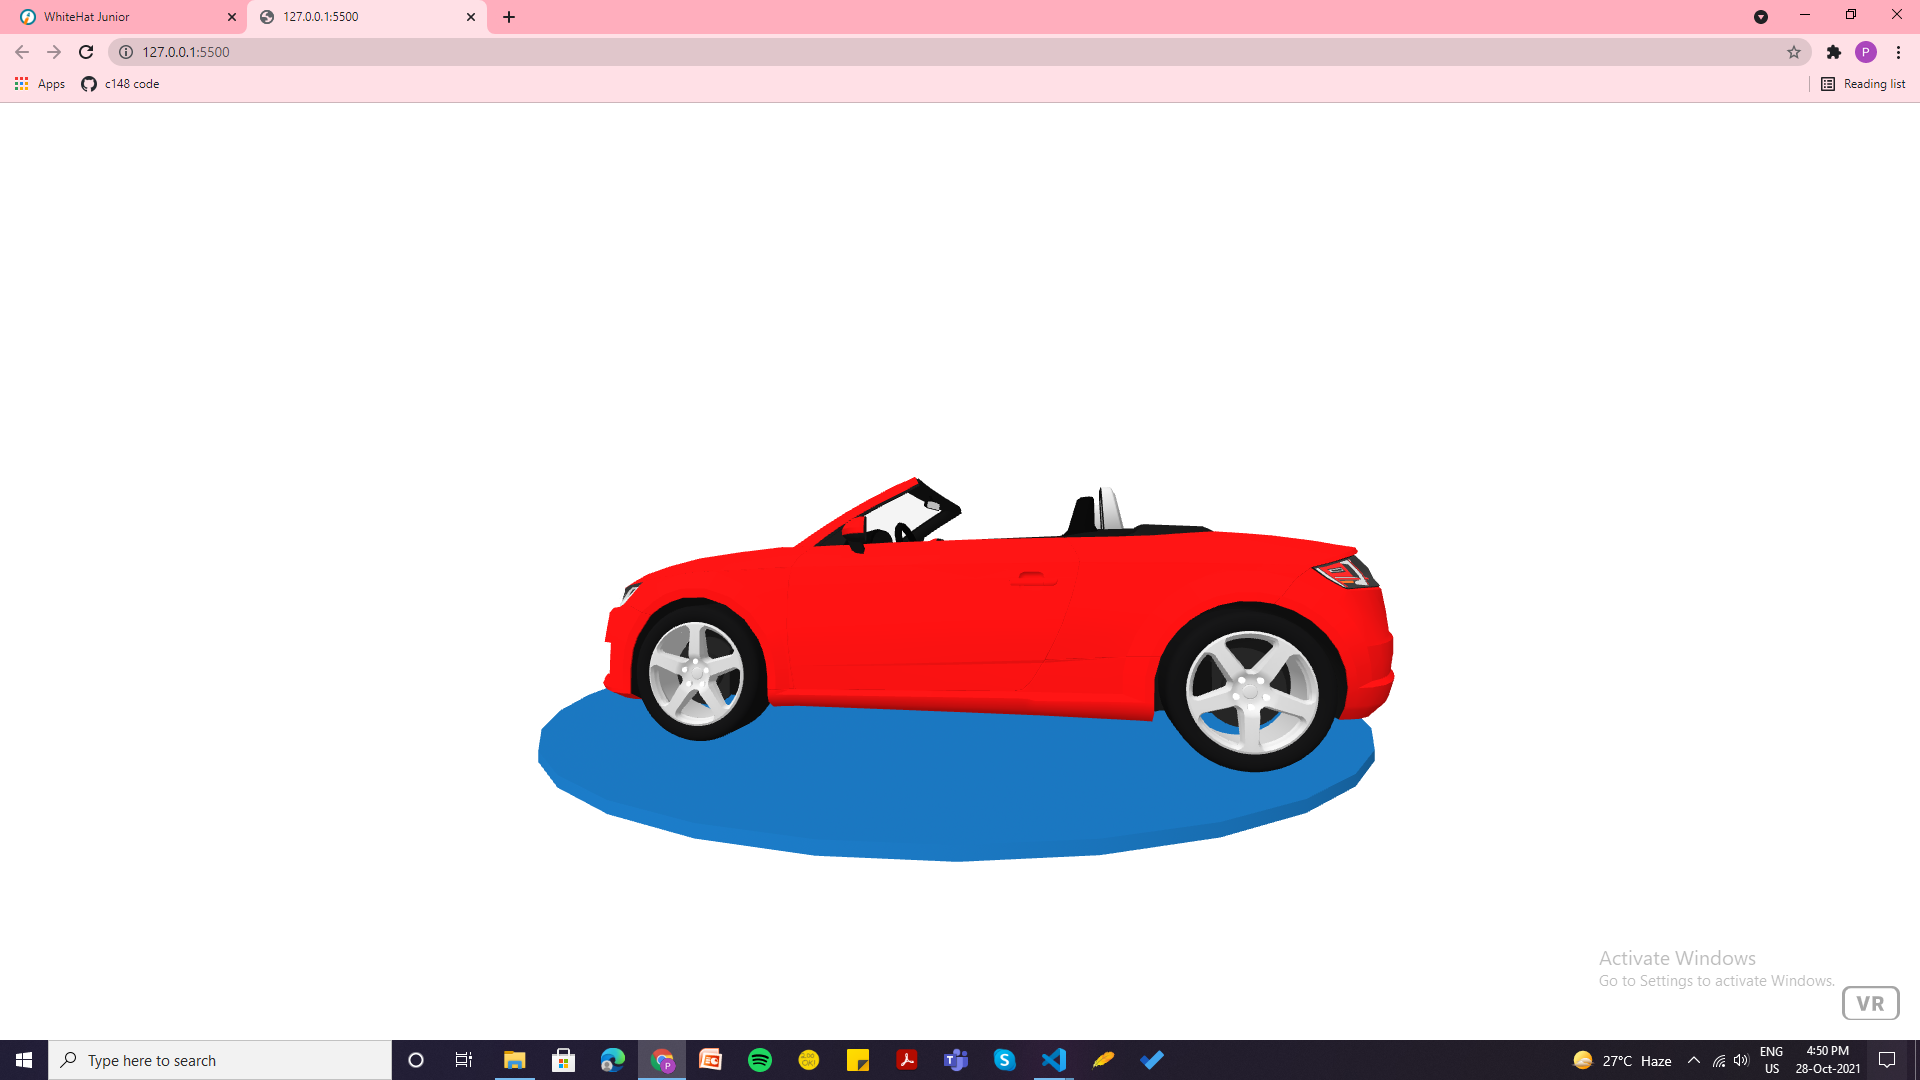 WhiteHat Junior
127.0.0.1:5500
127.0.0.1:5500
P
Apps
c148 code
Reading list
Activate Windows
Go to Settings to activate Windows.
VR
Type here to search
P
27°C Haze
ENG
US
4:50 PM
28-Oct-2021